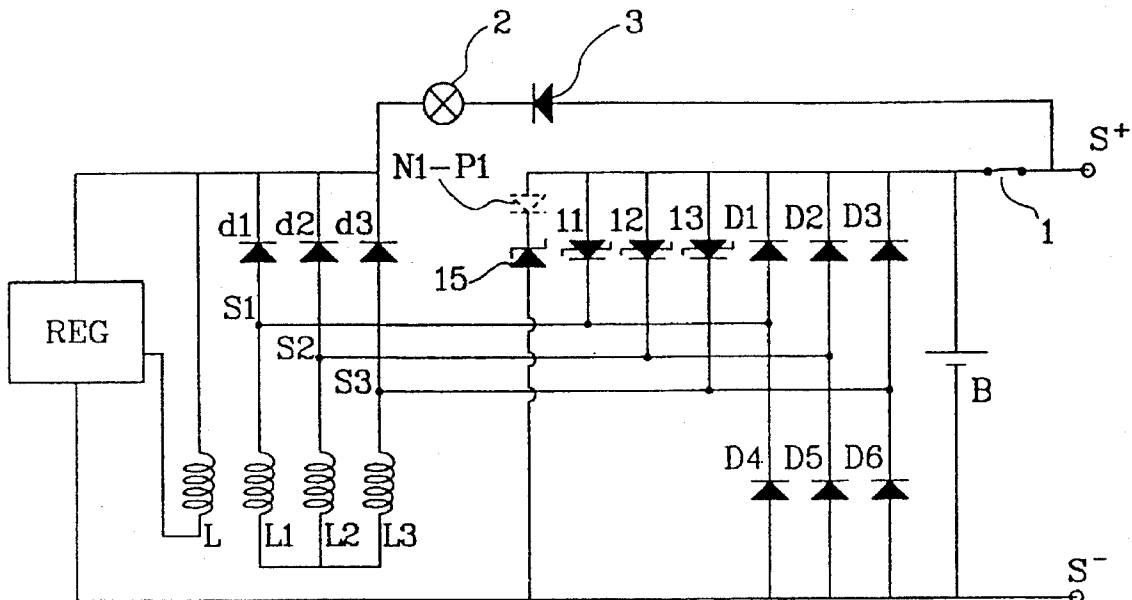 2 3
S+
N1-P1
d1 d2 d3 11 12 13 D1 D2 D3
1
15
S1
REG
S2
S3
B
D4 D5 D6
L L1 L2 L3
S-